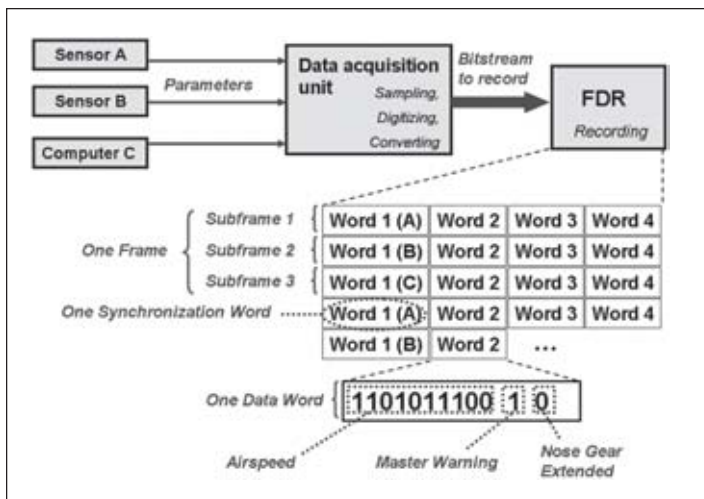 Sensor A
Sensor B
Computer C
Parameters
Data acquisition
unit
Sampling,
Digitizing,
Converting
Bitstream
to record
FDR
Recording
One Frame
Subframe 1
Word 1 (A) Word 2 Word 3 Word 4
Subframe 2
Word 1 (B) Word 2 Word 3 Word 4
Subframe 3
Word 1 (C) Word 2 Word 3 Word 4
One Synchronization Word
Word 1 (A) Word 2 Word 3 Word 4
Word 1 (B) Word 2 ...
One Data Word
1101011100 1 0
Airspeed
Master Warning
Nose Gear
Extended